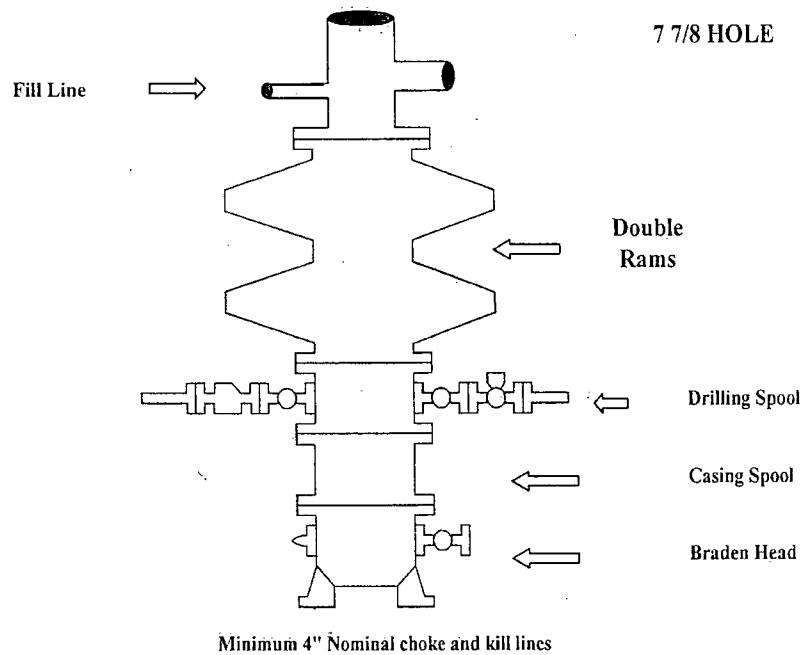 7 7/8 HOLE
Fill Line
Double
Rams
Drilling Spool
Casing Spool
Braden Head
Minimum 4" Nominal choke and kill lines